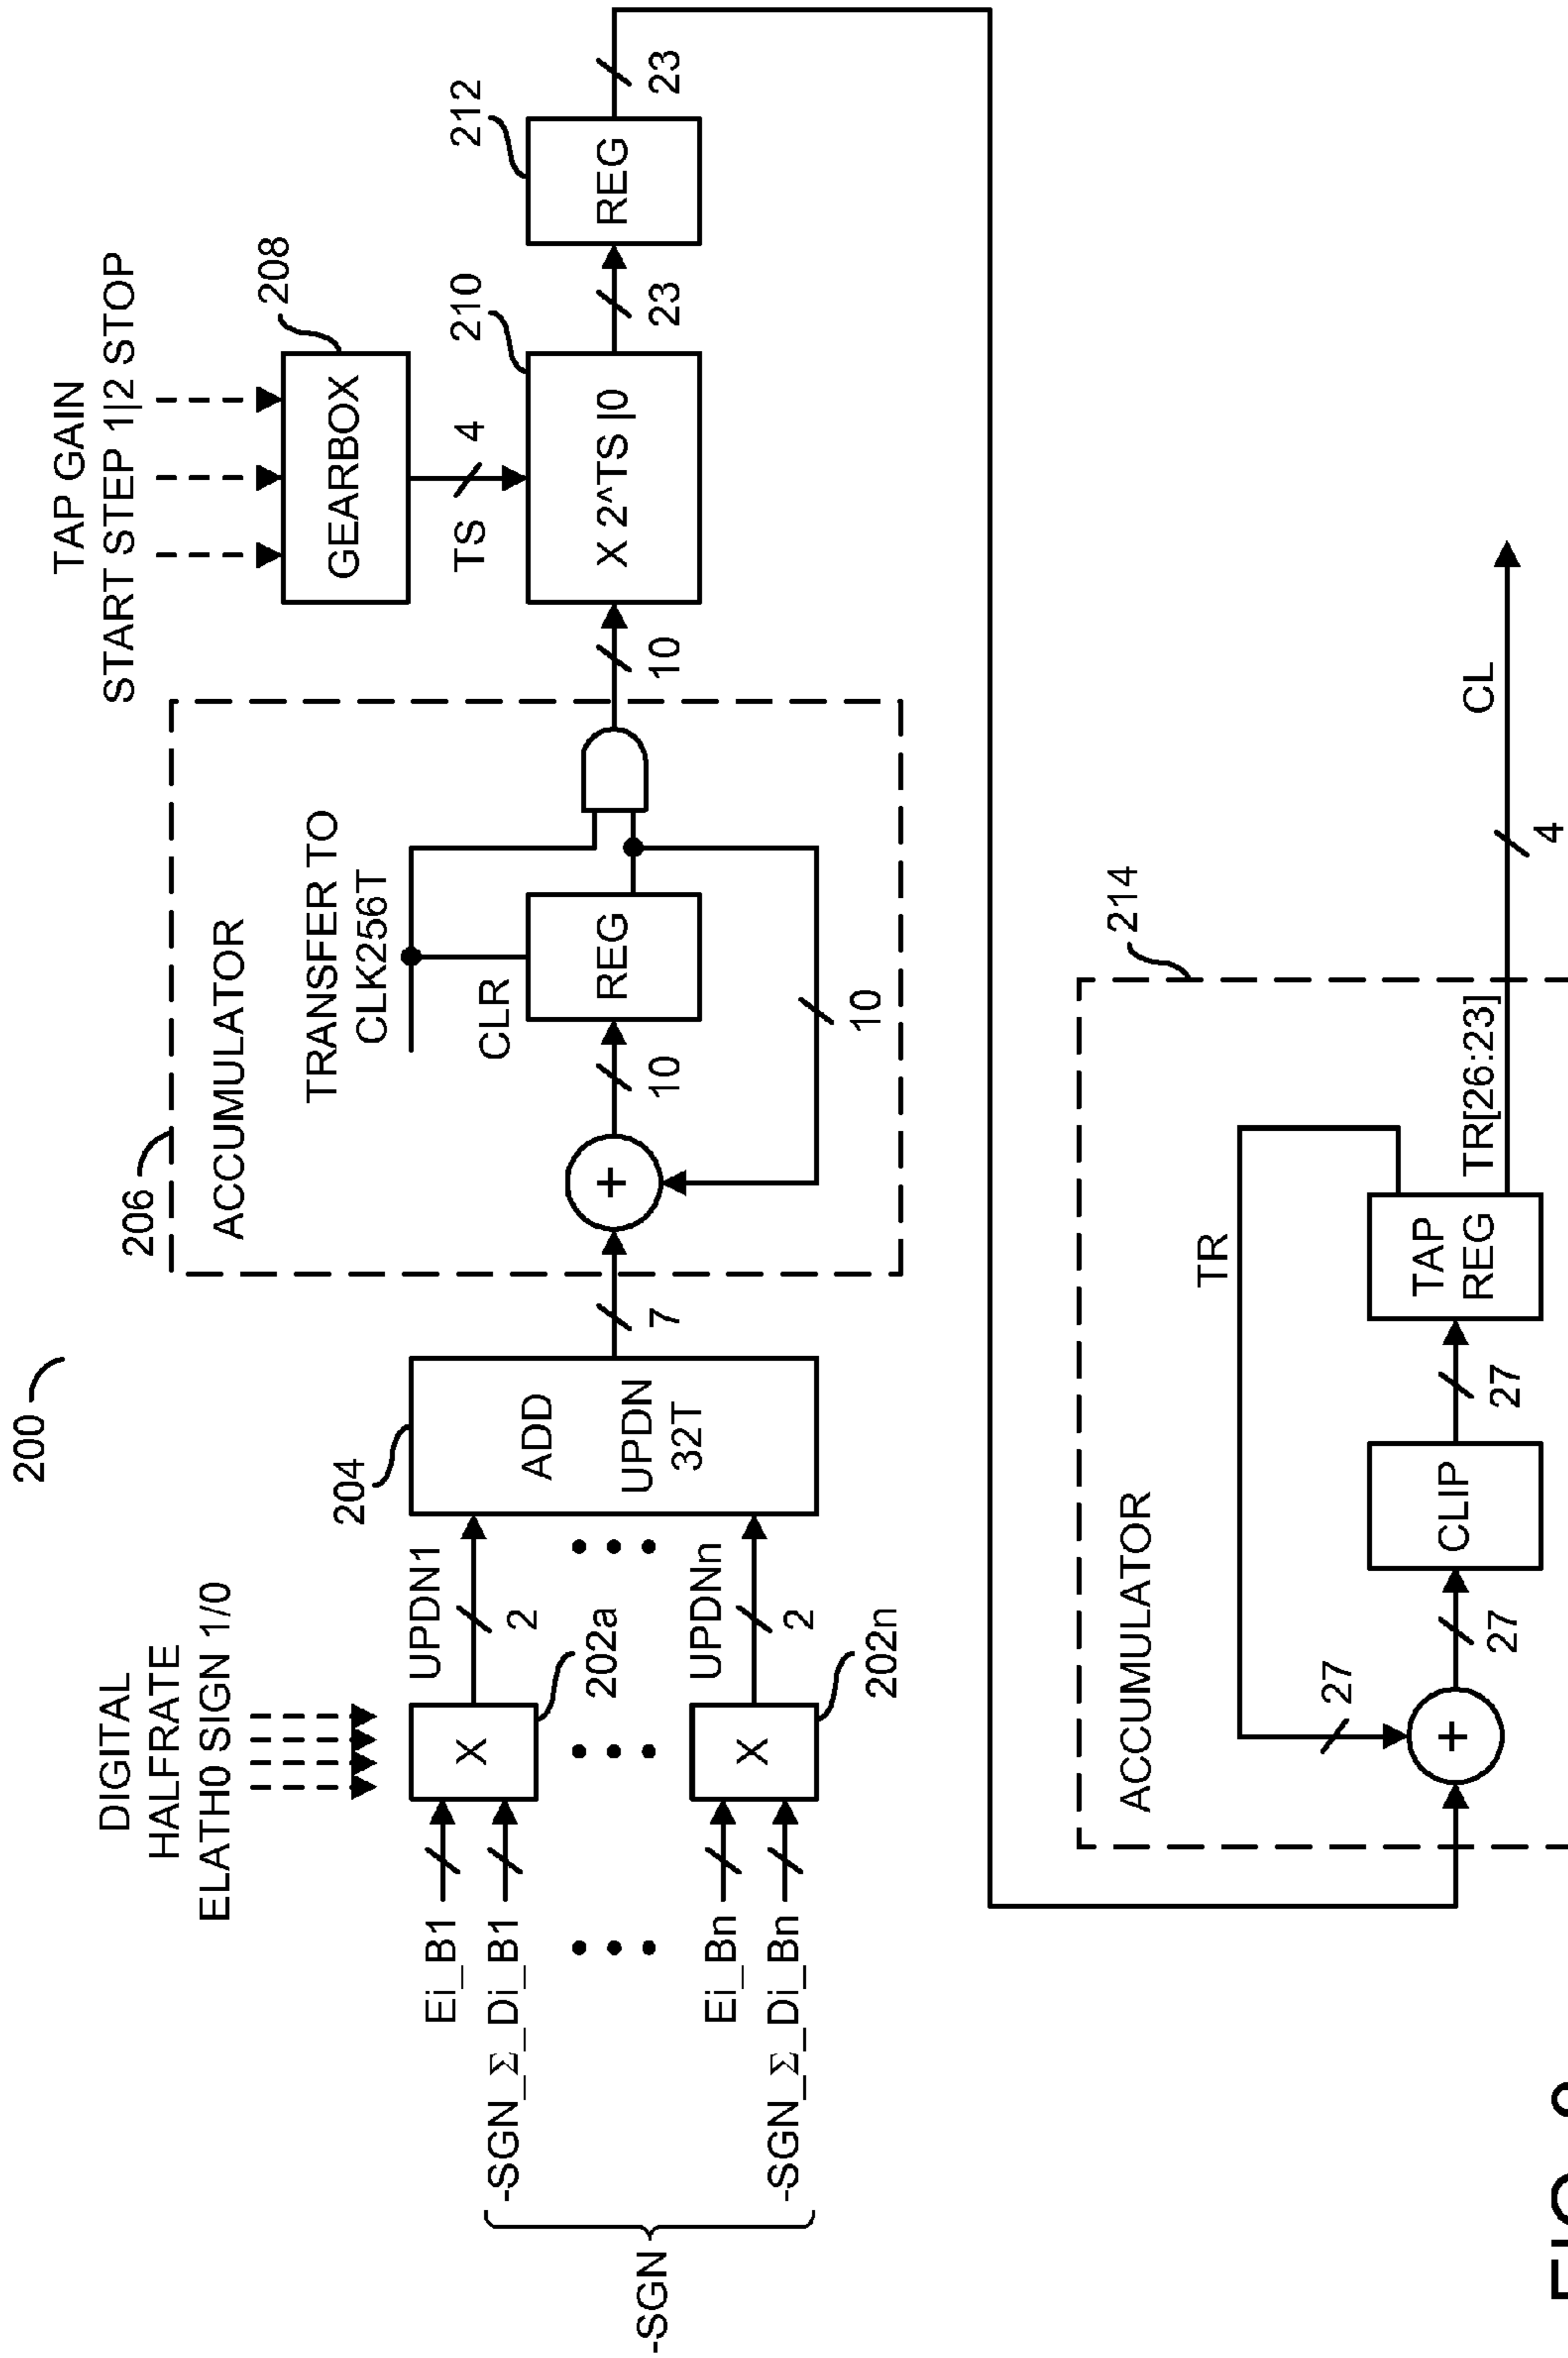 200
DIGITAL
HALFRATE
ELATH0 SIGN 1/0
-SGN
Ei_B1
-SGN_Σ_Di_B1
Ei_Bn
-SGN_Σ_Di_Bn
X
202a
X
202n
UPDN1
2
UPDNn
2
204
ADD
UPDN
32T
7
206
ACCUMULATOR
TRANSFER TO
CLK256T
CLR
+
10
REG
10
10
TAP GAIN
START STEP 1|2 STOP
208
GEARBOX
TS
4
210
X 2^TS |0
23
212
REG
23
214
ACCUMULATOR
TR
27
+
27
CLIP
27
TAP
REG
TR[26:23]
4
CL